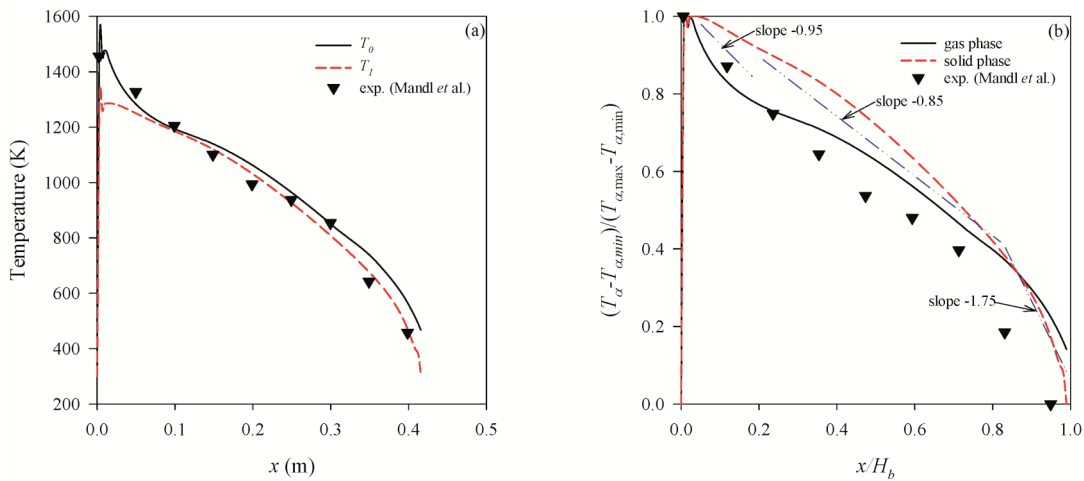 (a)
T0
T1
exp. (Mandl et al.)
1600
1400
1200
1000
800
600
400
200
Temperature (K)
0.0 0.1 0.2 0.3 0.4 0.5
x (m)
(b)
gas phase
solid phase
exp. (Mandl et al.)
slope -0.95
slope -0.85
slope -1.75
1.0
0.8
0.6
0.4
0.2
0.0
(Tα-Tα,min)/(Tα,max-Tα,min)
0.0 0.2 0.4 0.6 0.8 1.0
x/Hb